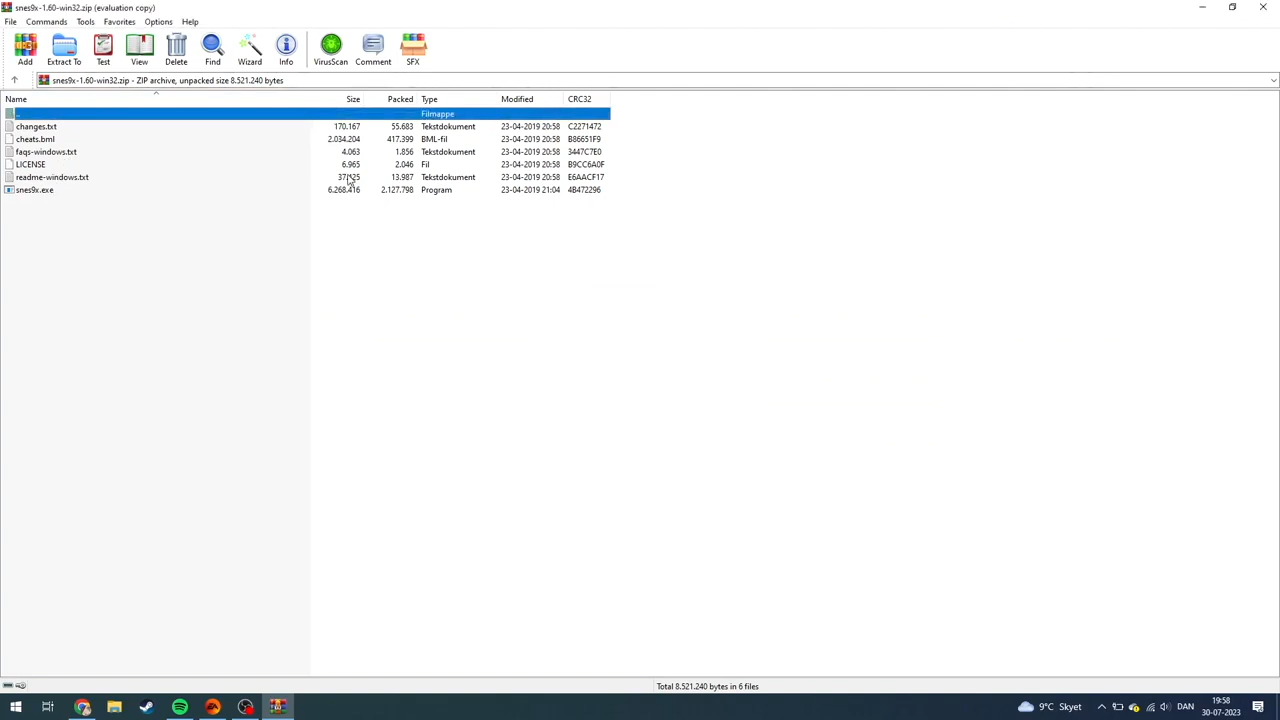 snes9x-1.60-win32.zip (evaluation copy)
File Commands Tools Favorites Options Help
Add Extract To Test View Delete Find Wizard Info VirusScan Comment SFX
snes9x-1.60-win32.zip - ZIP archive, unpacked size 8.521.240 bytes
Name Size Packed Type Modified CRC32
.. Filmappe
changes.txt 170.167 55.683 Tekstdokument 23-04-2019 20:58 C2271472
cheats.bml 2.034.204 417.399 BML-fil 23-04-2019 20:58 B86651F9
faqs-windows.txt 4.063 1.856 Tekstdokument 23-04-2019 20:58 3447C7E0
LICENSE 6.965 2.046 Fil 23-04-2019 20:58 B9CC6A0F
readme-windows.txt 13.987 Tekstdokument 23-04-2019 20:58 E6AACF17
snes9x.exe 6.268.416 2.127.798 Program 23-04-2019 21:04 4B472296
Total 8.521.240 bytes in 6 files
9°C Skyet DAN 19:58
30-07-2023